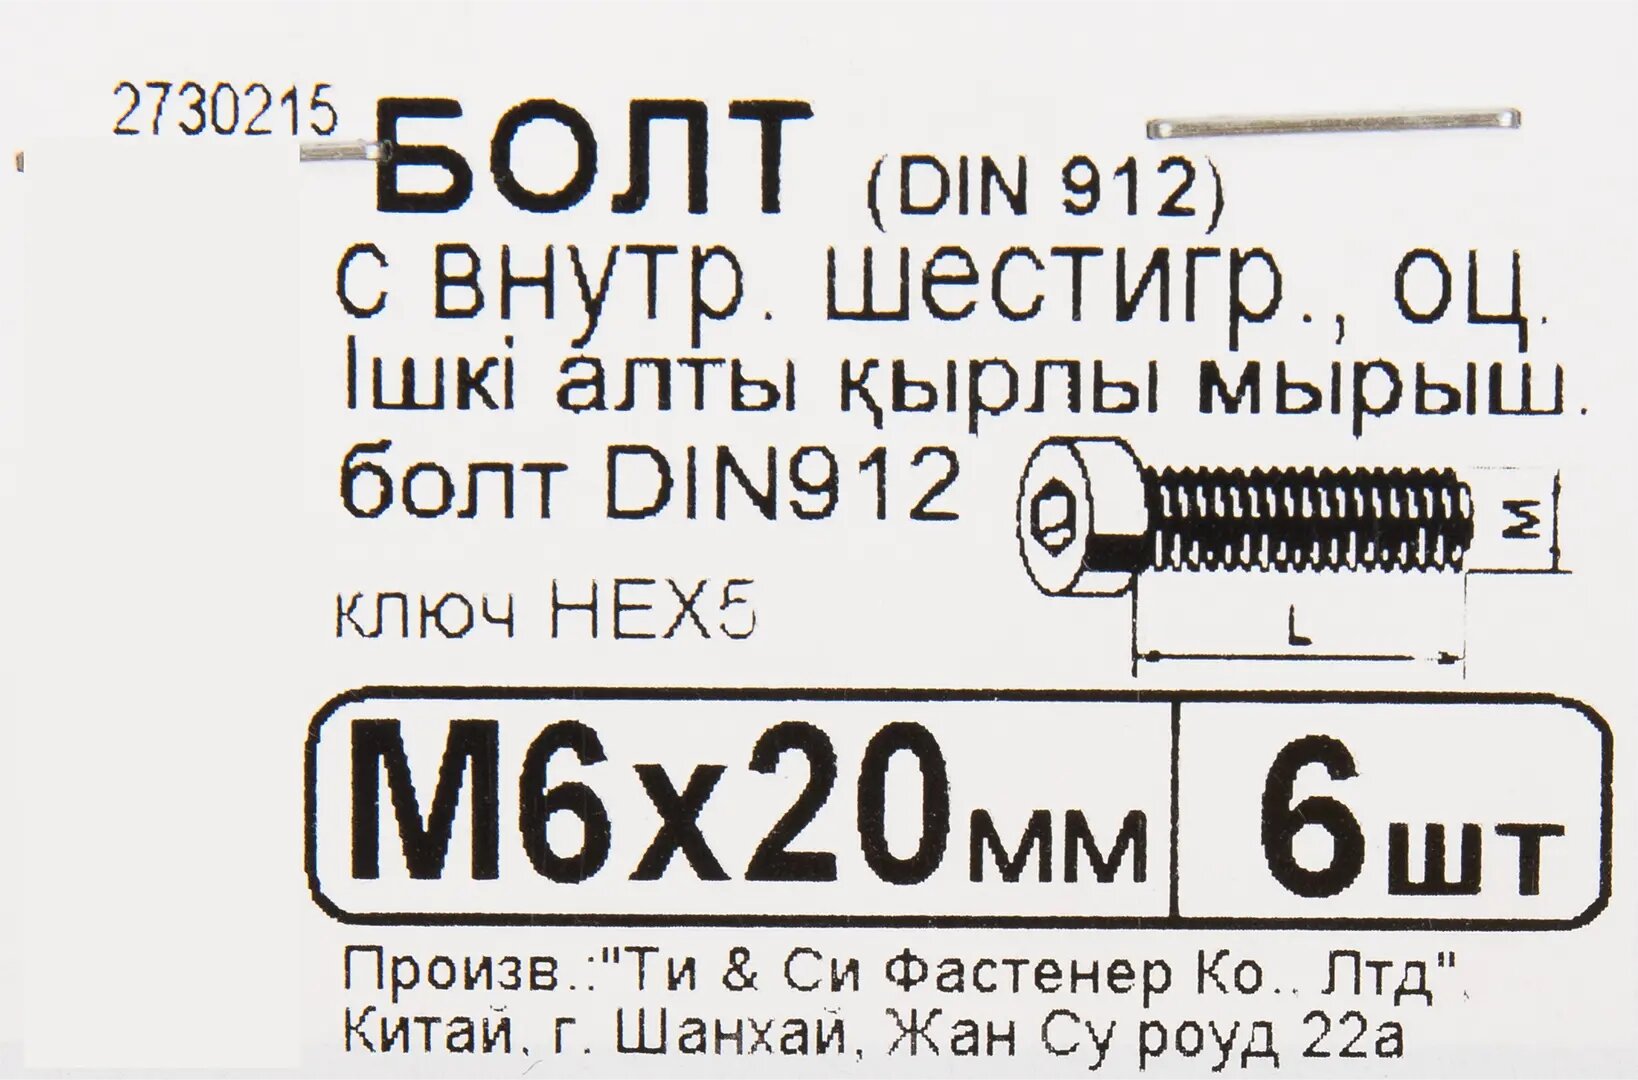 2730215
БОЛТ (DIN 912)
с внутр. шестигр., оц.
Ішкі алты қырлы мырыш.
болт DIN912
ключ HEX5
M
L
М6х20мм 6шт
Произв.:"Ти & Си Фастенер Ко., Лтд",
Китай, г. Шанхай, Жан Су роуд 22а